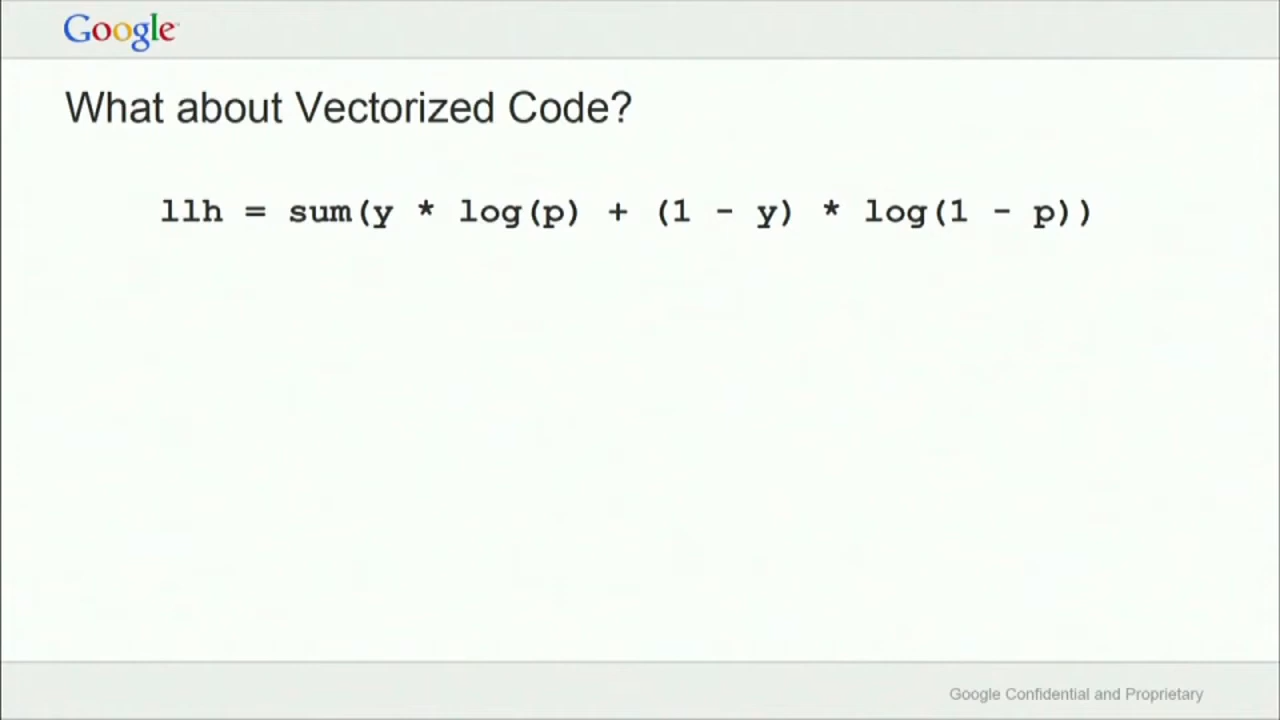 Google
What about Vectorized Code?
llh = sum(y * log(p) + (1 - y) * log(1 - p))
Google Confidential and Proprietary